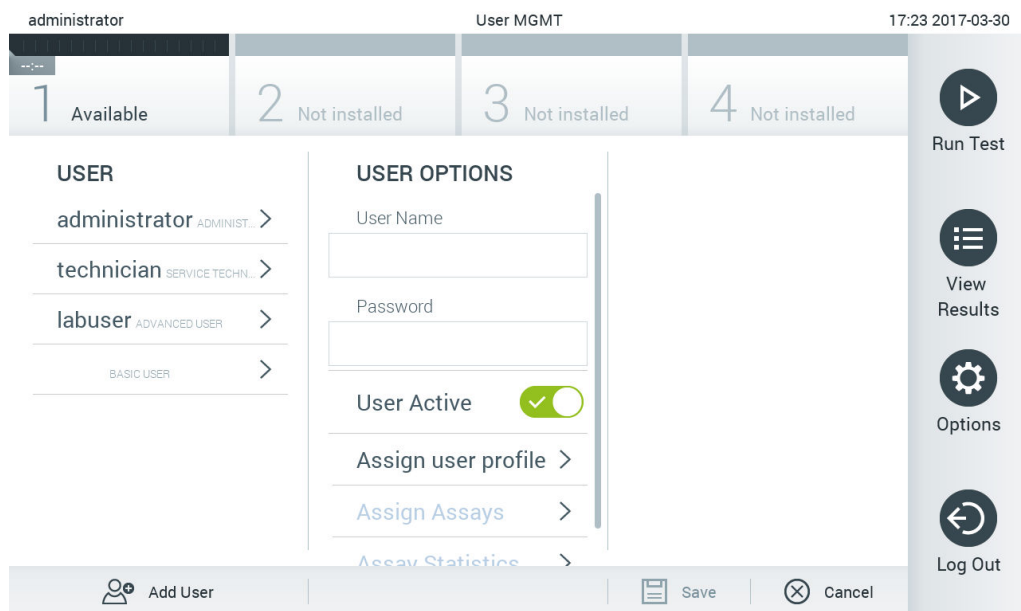 administrator User MGMT 17:23 2017-03-30
--:--
1 Available 2 Not installed 3 Not installed 4 Not installed
Run Test
USER
administrator ADMINIST...
technician SERVICE TECHN...
labuser ADVANCED USER
BASIC USER
USER OPTIONS
User Name
Password
User Active
Assign user profile
Assign Assays
Assay Statistics
View
Results
Options
Log Out
Add User Save Cancel